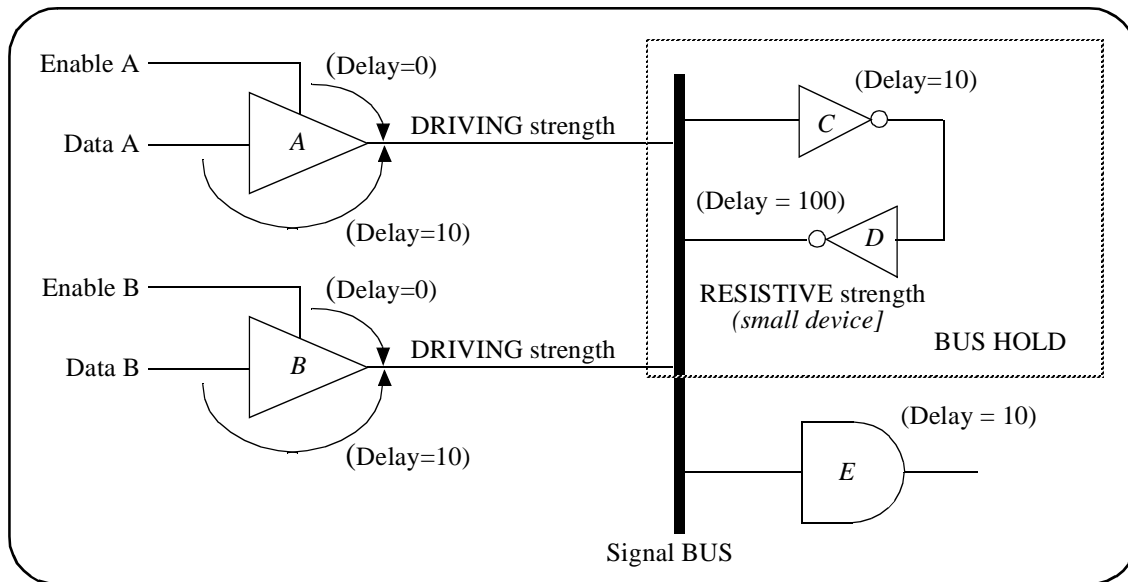 Enable A
(Delay=0)
(Delay=10)
Data A
A
DRIVING strength
C
(Delay = 100)
(Delay=10)
D
Enable B
(Delay=0)
RESISTIVE strength
(small device]
BUS HOLD
Data B
B
DRIVING strength
(Delay=10)
(Delay = 10)
E
Signal BUS